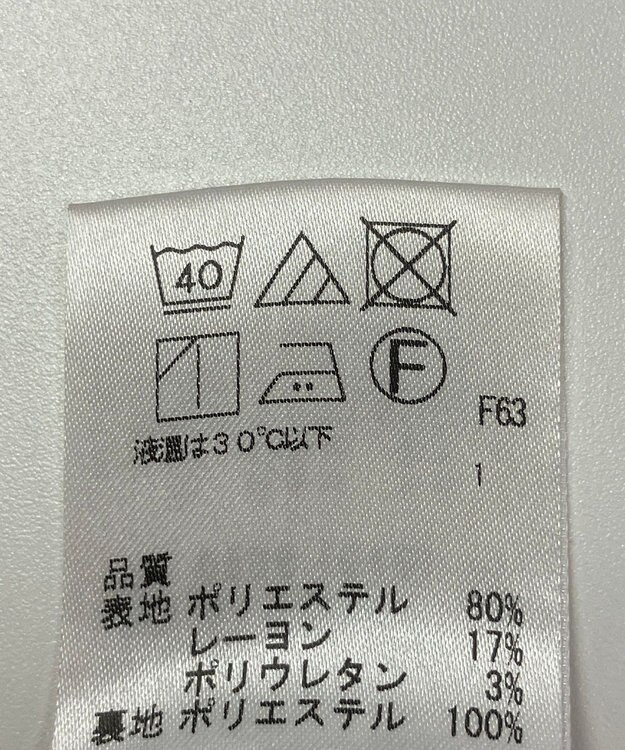 40
F
F63
液温は30℃以下
1
品質
表地 ポリエステル 80%
レーヨン 17%
ポリウレタン 3%
裏地 ポリエステル 100%